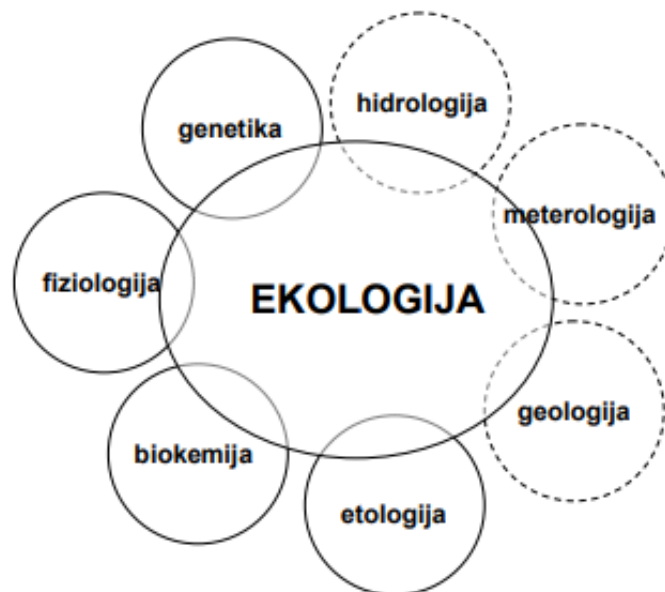 hidrologija
genetika
meterologija
fiziologija
EKOLOGIJA
geologija
biokemija
etologija